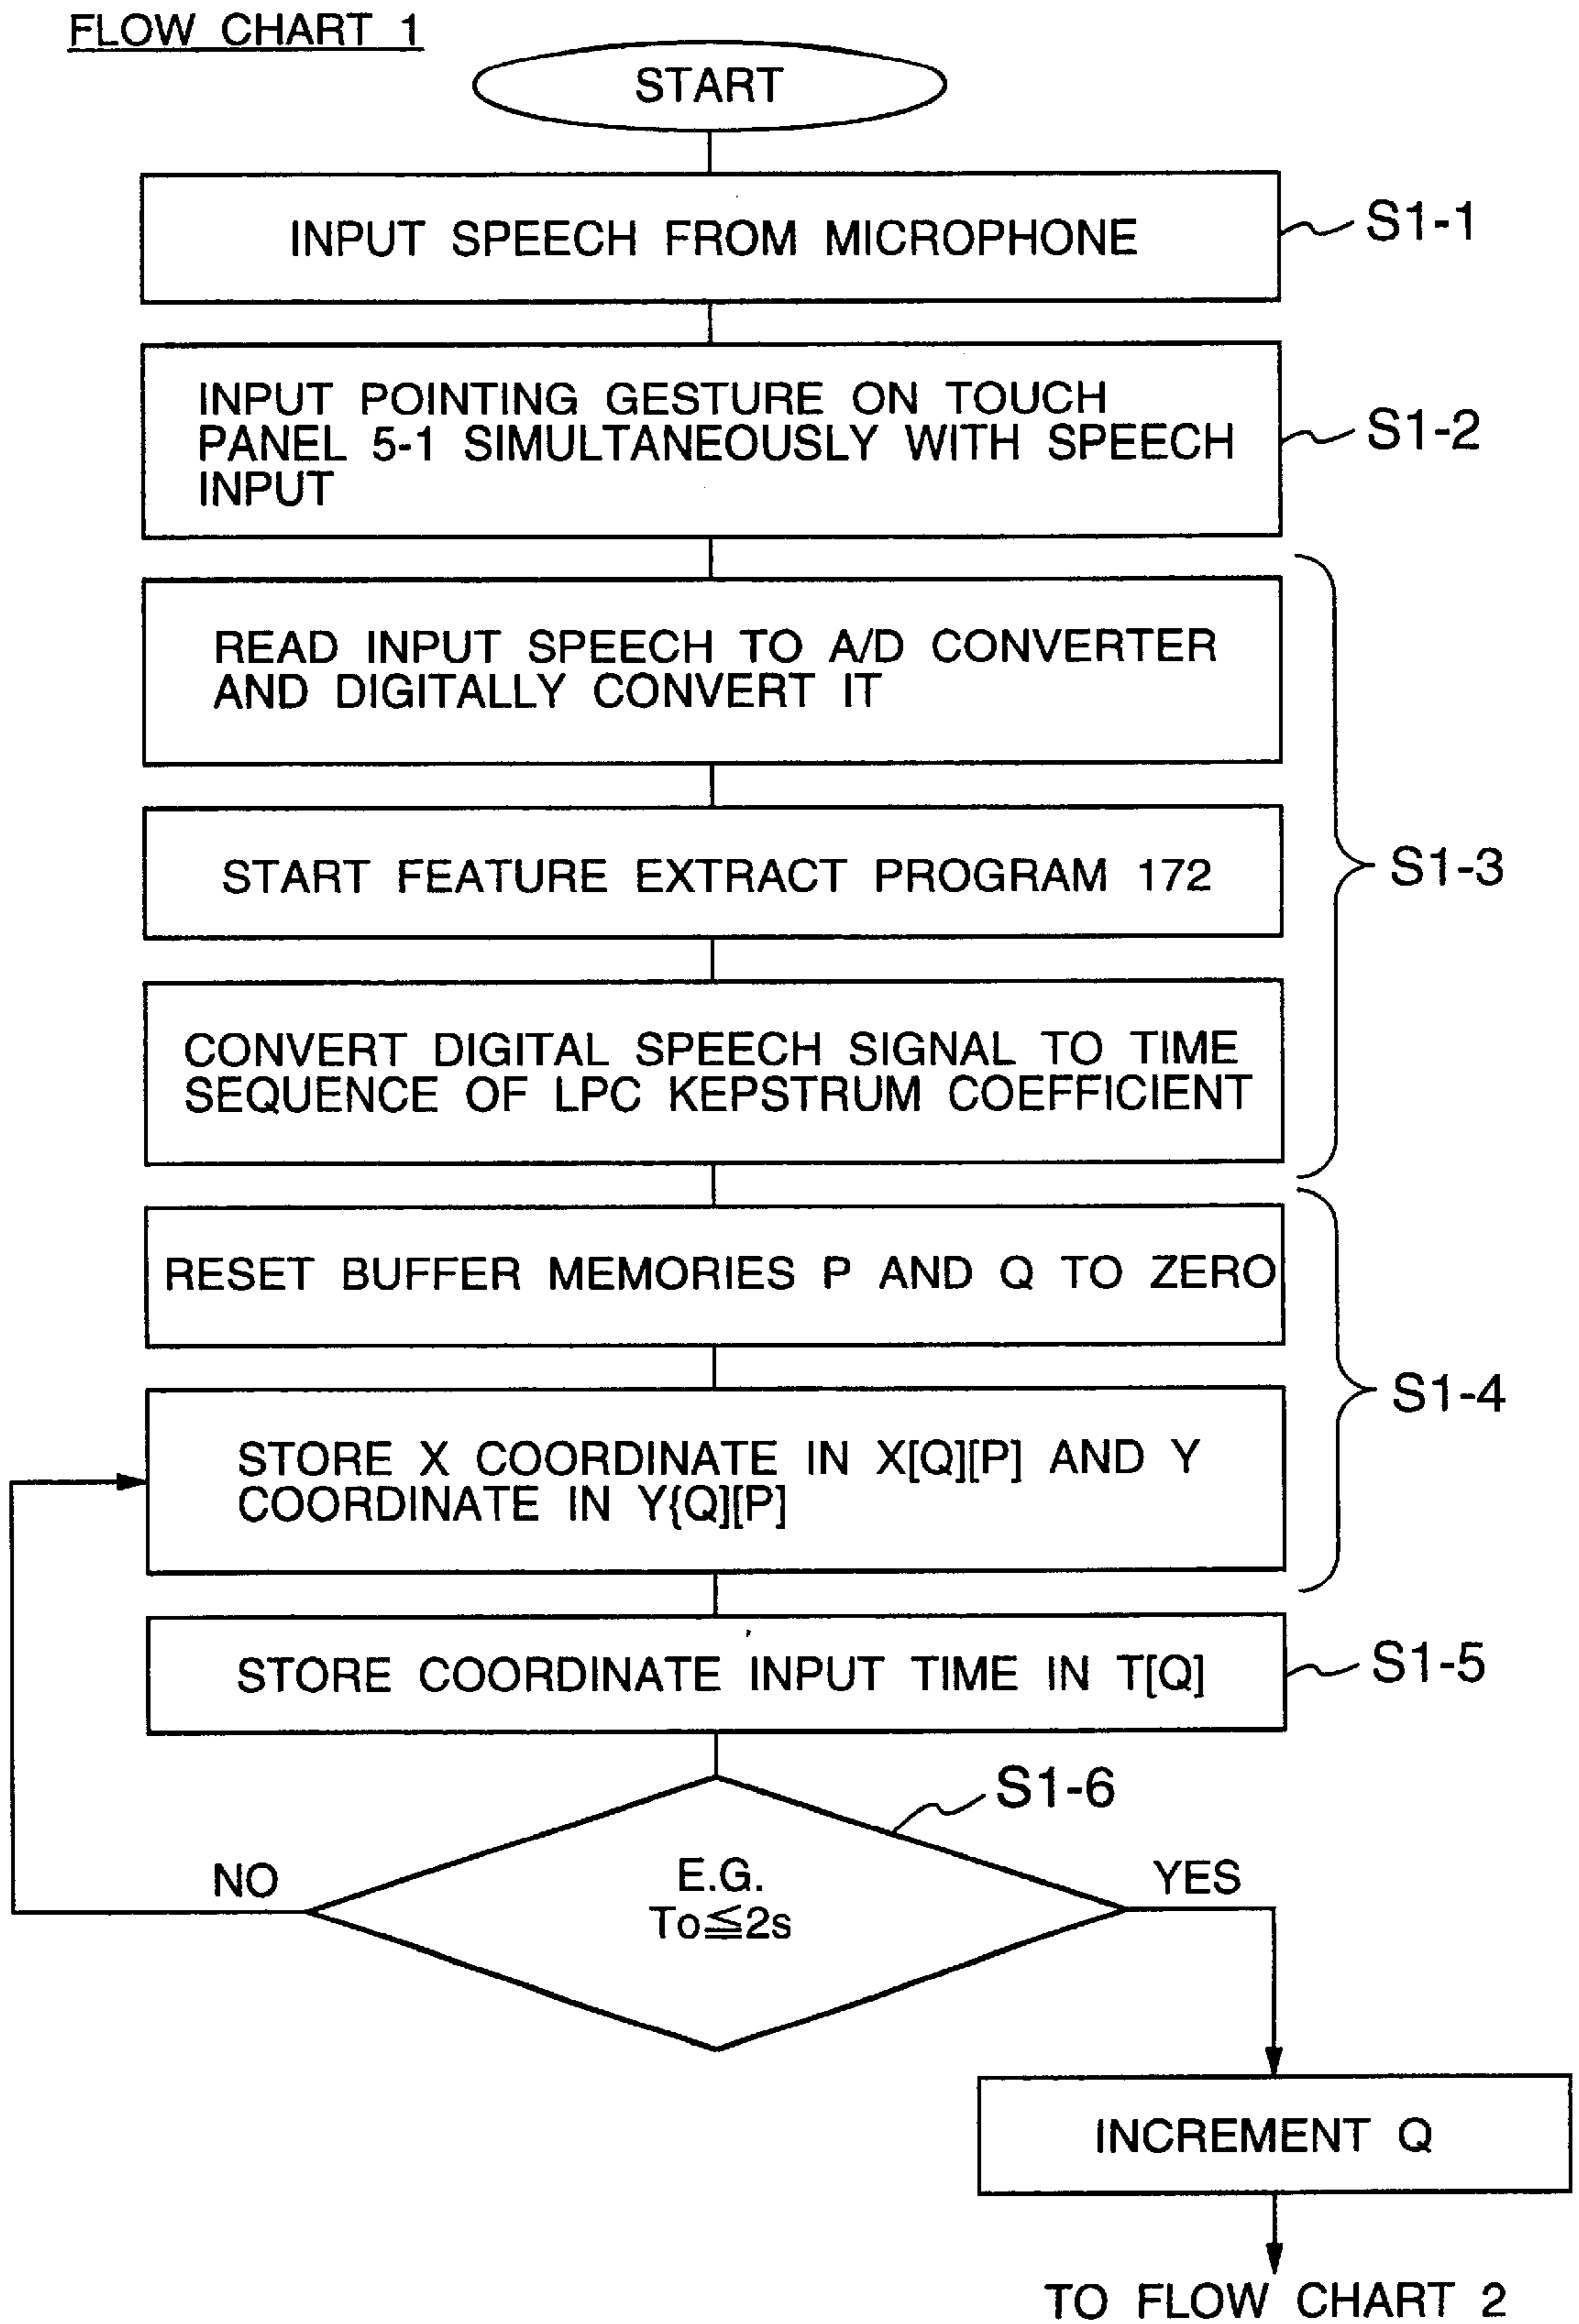 FLOW CHART 1
START
INPUT SPEECH FROM MICROPHONE
S1-1
INPUT POINTING GESTURE ON TOUCH
PANEL 5-1 SIMULTANEOUSLY WITH SPEECH
INPUT
S1-2
READ INPUT SPEECH TO A/D CONVERTER
AND DIGITALLY CONVERT IT
START FEATURE EXTRACT PROGRAM 172
S1-3
CONVERT DIGITAL SPEECH SIGNAL TO TIME
SEQUENCE OF LPC KEPSTRUM COEFFICIENT
RESET BUFFER MEMORIES P AND Q TO ZERO
S1-4
STORE X COORDINATE IN X[Q][P] AND Y
COORDINATE IN Y{Q][P]
STORE COORDINATE INPUT TIME IN T[Q]
S1-5
S1-6
E.G.
To≦2s
NO
YES
INCREMENT Q
TO FLOW CHART 2